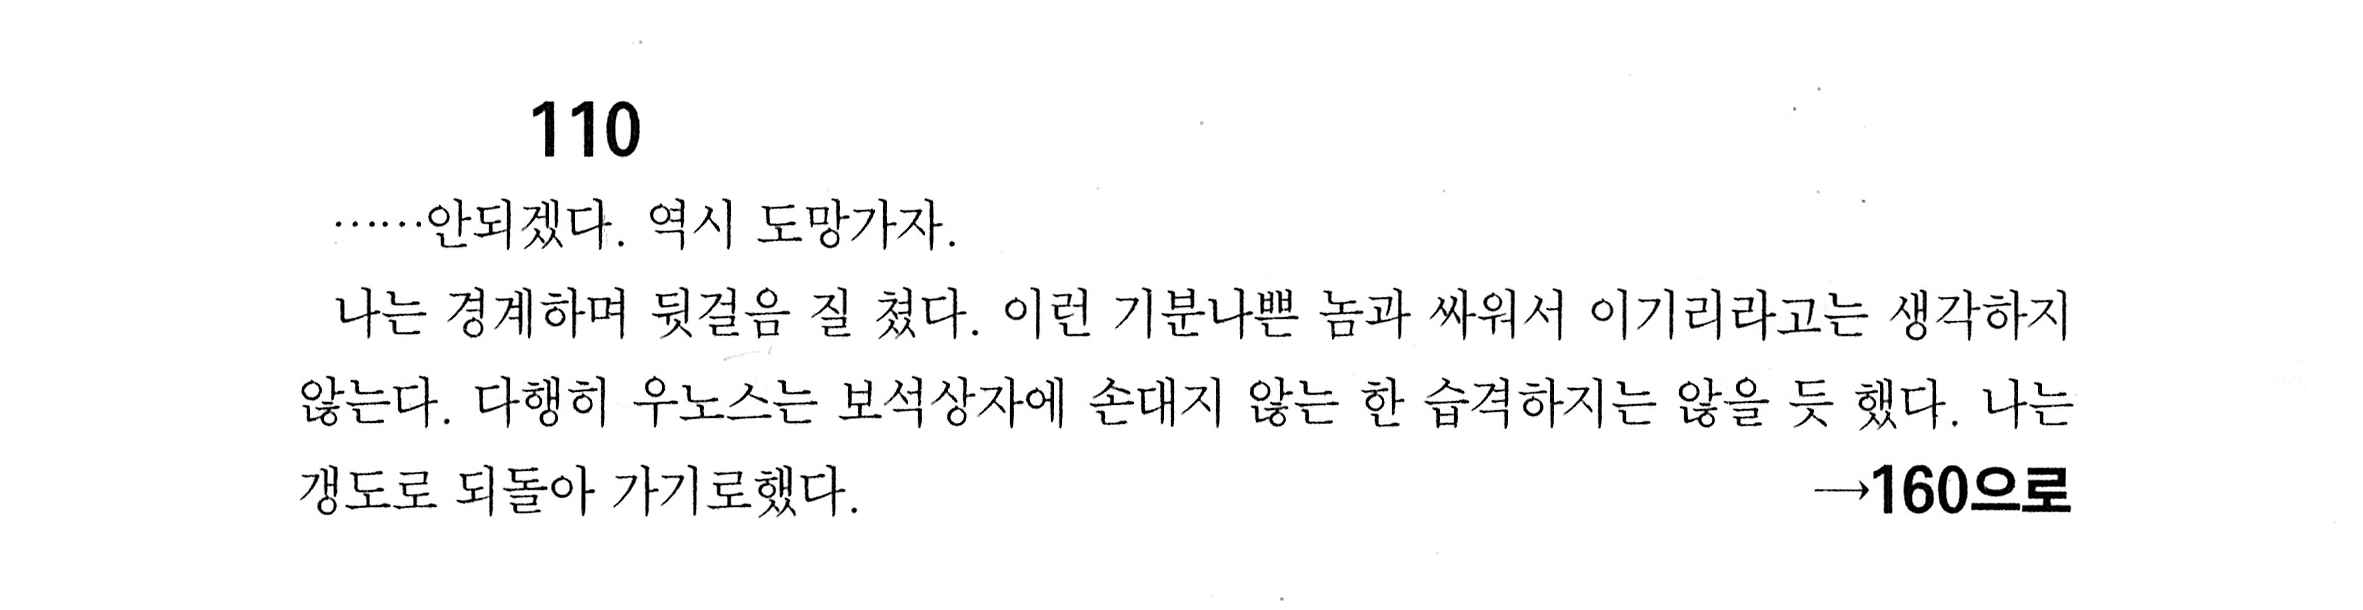 110
……안되겠다. 역시 도망가자.
나는 경계하며 뒷걸음 질 쳤다. 이런 기분나쁜 놈과 싸워서 이기리라고는 생각하지
않는다. 다행히 우노스는 보석상자에 손대지 않는 한 습격하지는 않을 듯 했다. 나는
갱도로 되돌아 가기로했다. →160으로